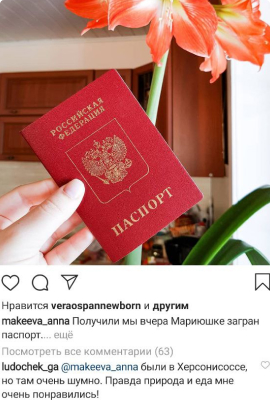 РОССИЙСКАЯ
ФЕДЕРАЦИЯ
ПАСПОРТ
Нравится veraospannewborn и другим
makeeva_anna Получили мы вчера Мариюшке загран
паспорт.... ещё
Посмотреть все комментарии (63)
ludochek_ga @makeeva_anna были в Херсониссосе,
но там очень шумно. Правда природа и еда мне
очень понравились!